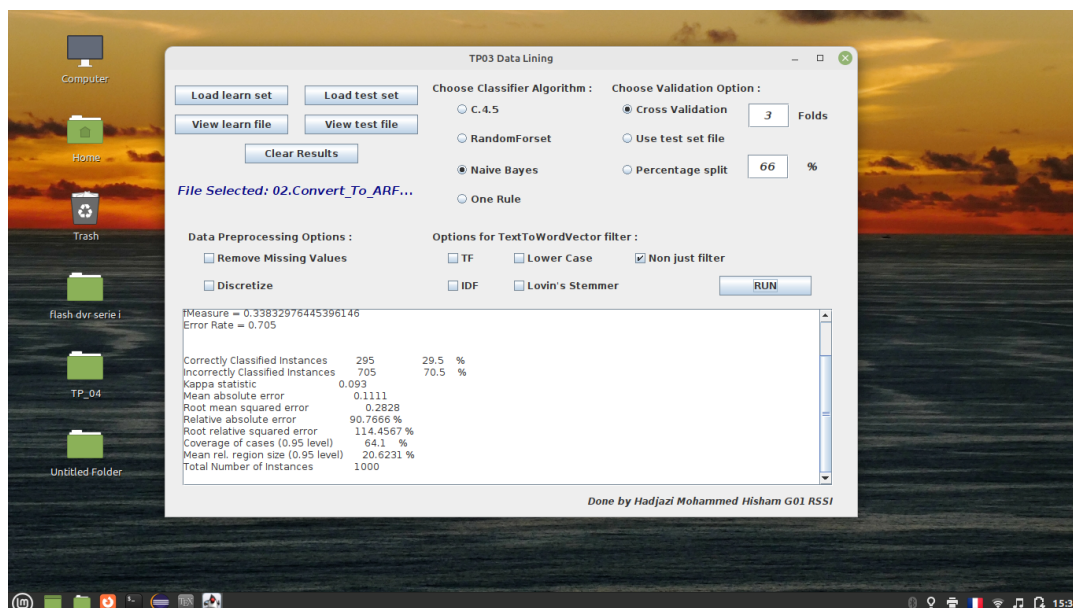 Computer
Home
Trash
flash dvr serie i
TP_04
Untitled Folder
TP03 Data Lining
Load learn set
Load test set
View learn file
View test file
Clear Results
File Selected: 02.Convert_To_ARF...
Choose Classifier Algorithm :
C.4.5
RandomForset
Naive Bayes
One Rule
Choose Validation Option :
Cross Validation 3 Folds
Use test set file
Percentage split 66 %
Data Preprocessing Options :
Remove Missing Values
Discretize
Options for TextToWordVector filter :
TF Lower Case Non just filter
IDF Lovin's Stemmer RUN
fMeasure = 0.33832976445396146
Error Rate = 0.705
Correctly Classified Instances 295 29.5 %
Incorrectly Classified Instances 705 70.5 %
Kappa statistic 0.093
Mean absolute error 0.1111
Root mean squared error 0.2828
Relative absolute error 90.7666 %
Root relative squared error 114.4567 %
Coverage of cases (0.95 level) 64.1 %
Mean rel. region size (0.95 level) 20.6231 %
Total Number of Instances 1000
Done by Hadjazi Mohammed Hisham G01 RSSI